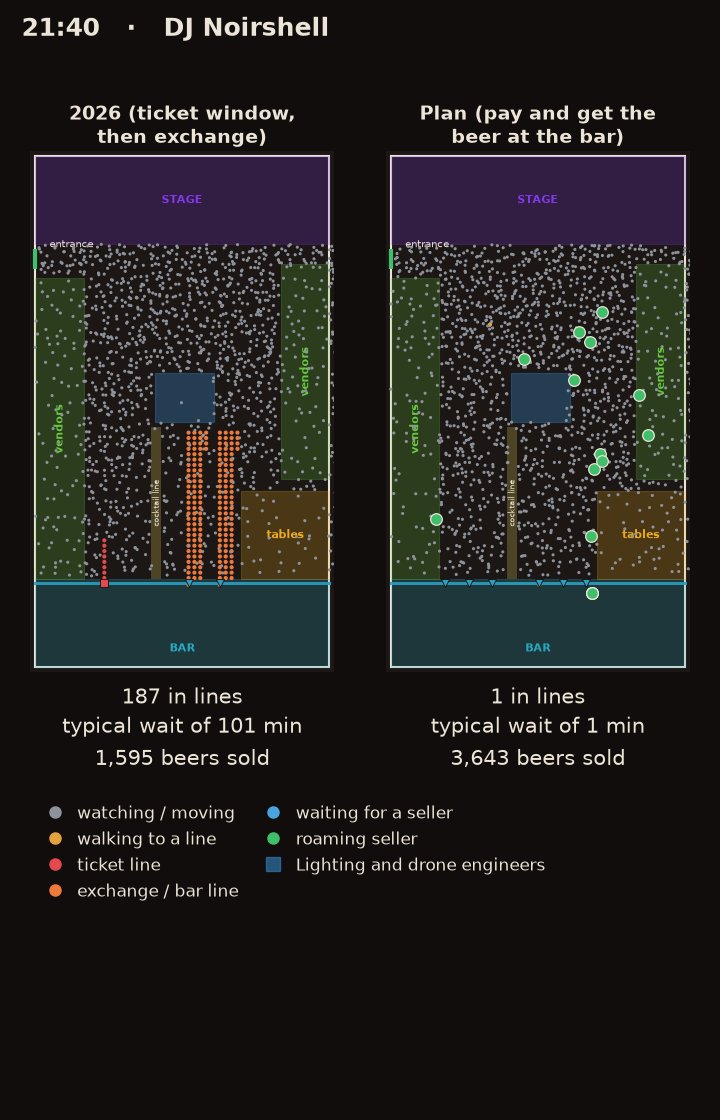 21:40 · DJ Noirshell
2026 (ticket window,
then exchange)
STAGE
entrance
vendors
vendors
cocktail line
tables
BAR
187 in lines
typical wait of 101 min
1,595 beers sold
Plan (pay and get the
beer at the bar)
STAGE
entrance
vendors
vendors
cocktail line
tables
BAR
1 in lines
typical wait of 1 min
3,643 beers sold
watching / moving
walking to a line
ticket line
exchange / bar line
waiting for a seller
roaming seller
Lighting and drone engineers